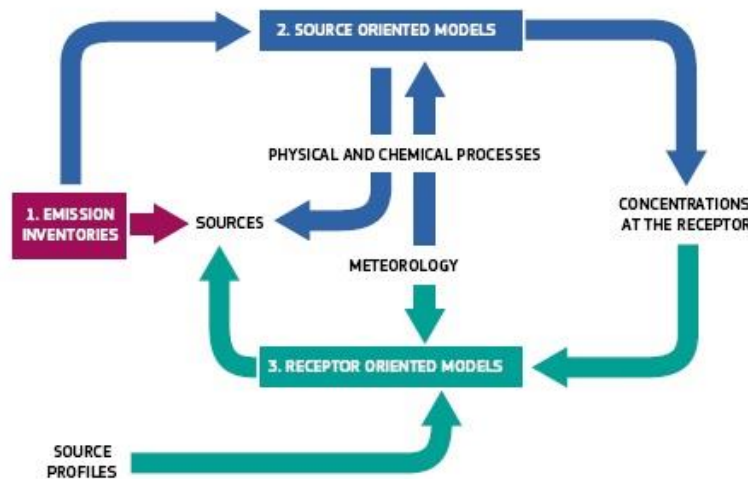 2. SOURCE ORIENTED MODELS
PHYSICAL AND CHEMICAL PROCESSES
1. EMISSION
INVENTORIES
SOURCES
CONCENTRATIONS
AT THE RECEPTOR
METEOROLOGY
3. RECEPTOR ORIENTED MODELS
SOURCE
PROFILES